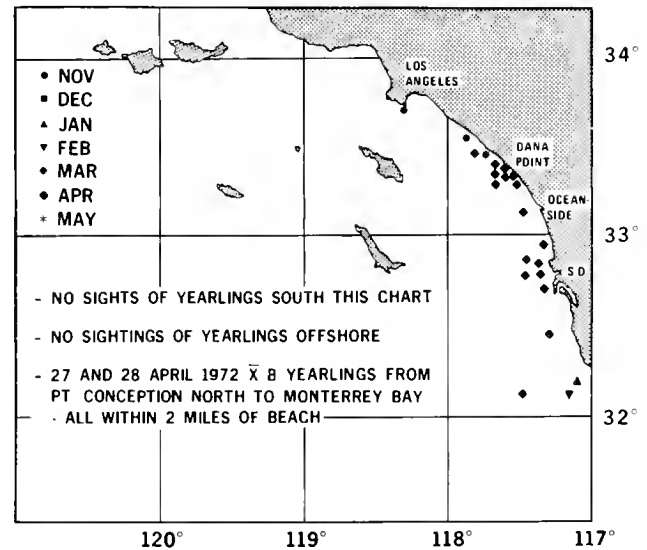 34°
LOS
ANGELES
● NOV
■ DEC
▲ JAN
▼ FEB
◆ MAR
● APR
* MAY
DANA
POINT
OCEAN-
SIDE
33°
S D
- NO SIGHTS OF YEARLINGS SOUTH THIS CHART
- NO SIGHTINGS OF YEARLINGS OFFSHORE
- 27 AND 28 APRIL 1972 X̄ 8 YEARLINGS FROM
PT CONCEPTION NORTH TO MONTERREY BAY
- ALL WITHIN 2 MILES OF BEACH
32°
120° 119° 118° 117°